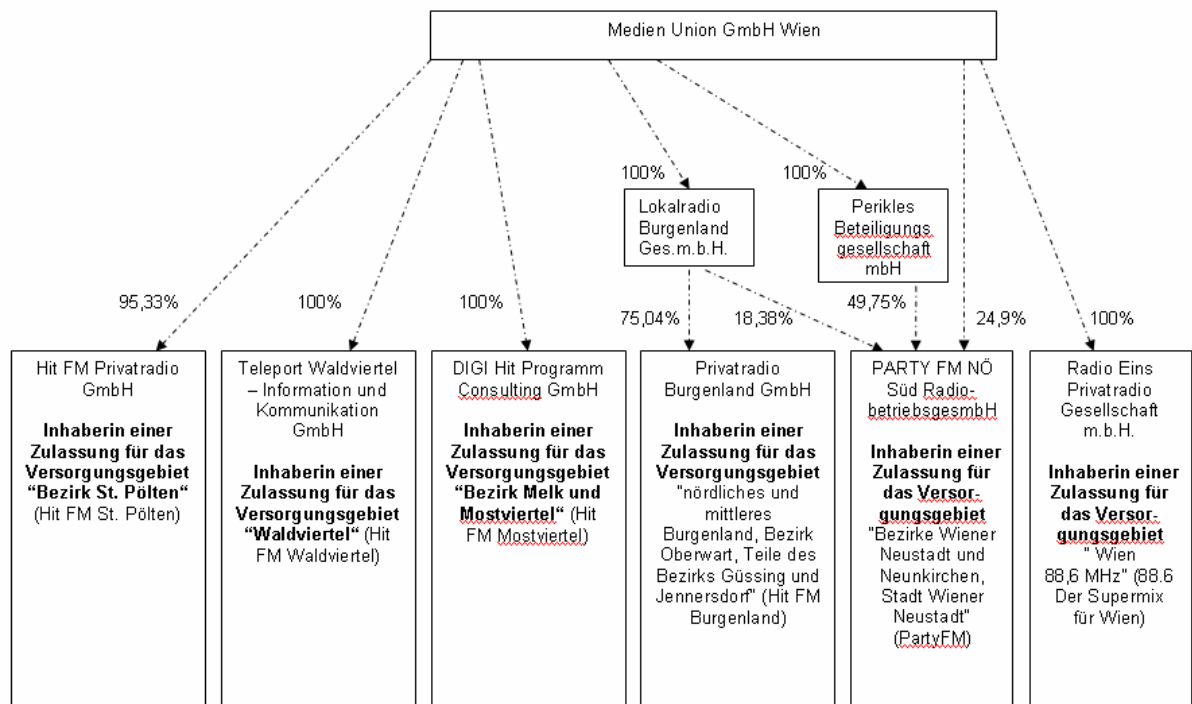 Medien Union GmbH Wien
100%
100%
Lokalradio
Burgenland
Ges.m.b.H.
Perikles
Beteiligungs
gesellschaft
mbH
95,33%
100%
100%
75,04%
18,38%
49,75%
24,9%
100%
Hit FM Privatradio
GmbH
Inhaberin einer
Zulassung für das
Versorgungsgebiet
“Bezirk St. Pölten“
(Hit FM St. Pölten)
Teleport Waldviertel
– Information und
Kommunikation
GmbH
Inhaberin einer
Zulassung für das
Versorgungsgebiet
“Waldviertel“ (Hit
FM Waldviertel)
DIGI Hit Programm
Consulting GmbH
Inhaberin einer
Zulassung für das
Versorgungsgebiet
“Bezirk Melk und
Mostviertel“ (Hit
FM Mostviertel)
Privatradio
Burgenland GmbH
Inhaberin einer
Zulassung für das
Versorgungsgebiet
"nördliches und
mittleres
Burgenland, Bezirk
Oberwart, Teile des
Bezirks Güssing und
Jennersdorf" (Hit FM
Burgenland)
PARTY FM NÖ
Süd Radio-
betriebsgesmbH
Inhaberin einer
Zulassung für
das Versor-
gungsgebiet
"Bezirke Wiener
Neustadt und
Neunkirchen,
Stadt Wiener
Neustadt"
(PartyFM)
Radio Eins
Privatradio
Gesellschaft
m.b.H.
Inhaberin einer
Zulassung für
das Versor-
gungsgebiet
" Wien
88,6 MHz" (88.6
Der Supermix
für Wien)